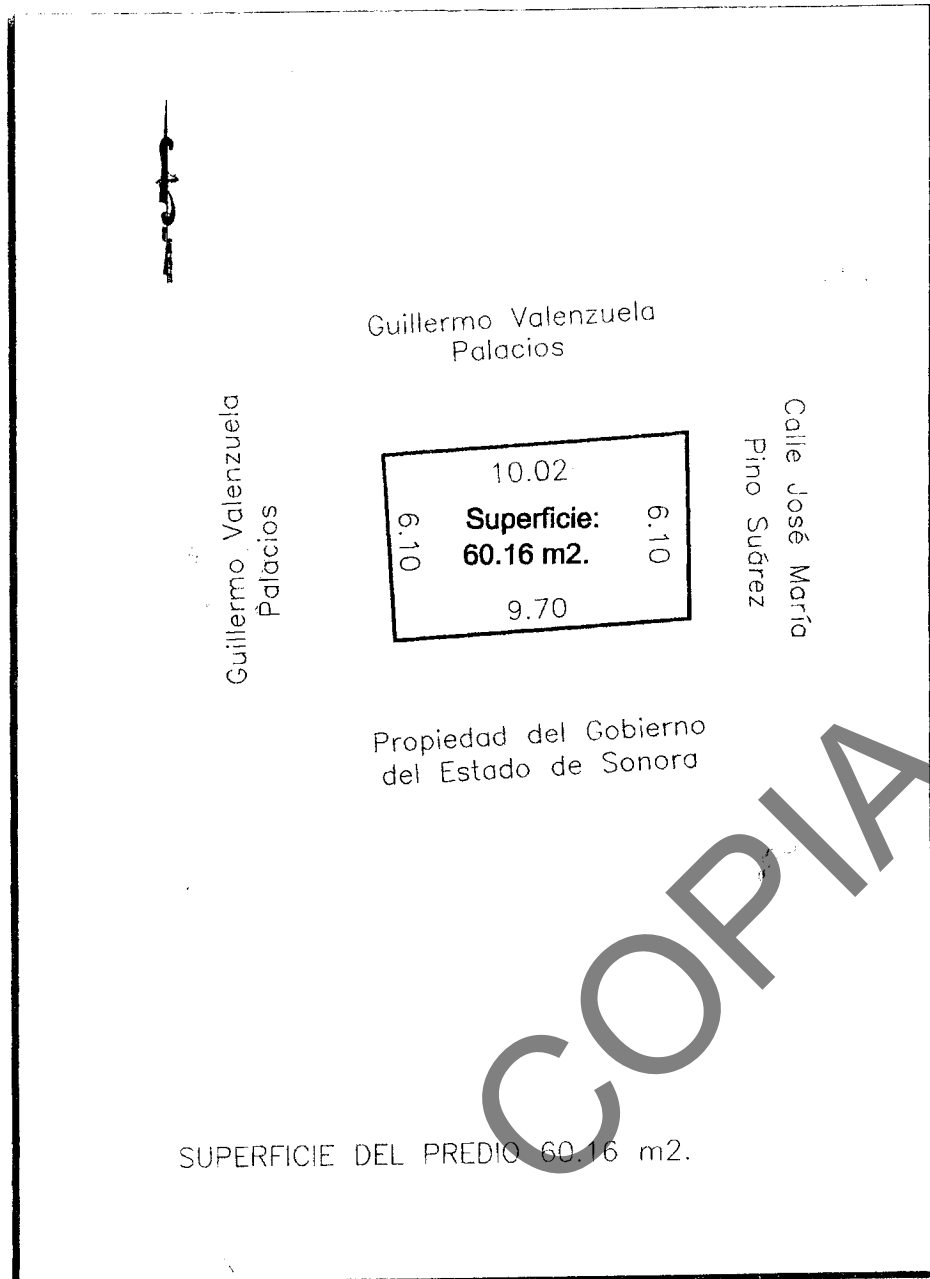 Guillermo Valenzuela
Palacios
Guillermo Valenzuela
Palacios
10.02
6.10
Superficie:
60.16 m2.
6.10
9.70
Calle José María
Pino Suárez
Propiedad del Gobierno
del Estado de Sonora
COPIA
SUPERFICIE DEL PREDIO 60.16 m2.